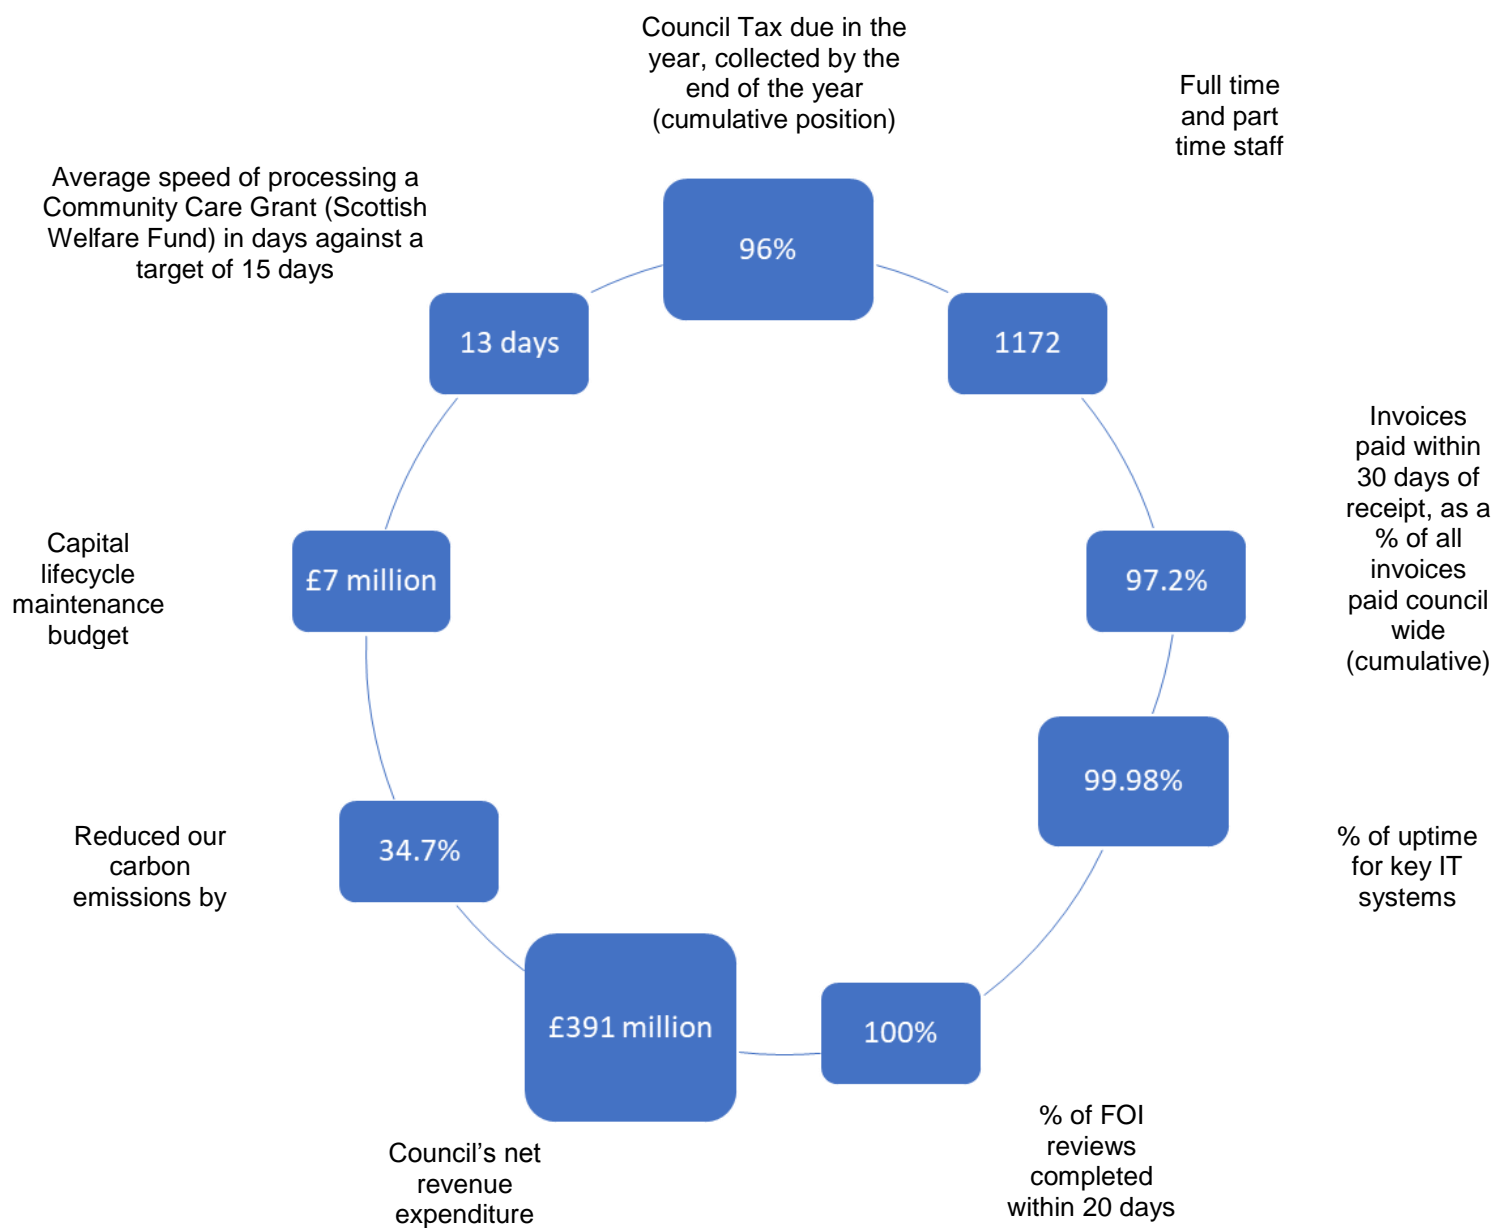 Council Tax due in the
year, collected by the
end of the year
(cumulative position)
96%
Full time
and part
time staff
1172
Invoices
paid within
30 days of
receipt, as a
% of all
invoices
paid council
wide
(cumulative)
97.2%
99.98%
% of uptime
for key IT
systems
100%
% of FOI
reviews
completed
within 20 days
£391 million
Council’s net
revenue
expenditure
34.7%
Reduced our
carbon
emissions by
£7 million
Capital
lifecycle
maintenance
budget
13 days
Average speed of processing a
Community Care Grant (Scottish
Welfare Fund) in days against a
target of 15 days